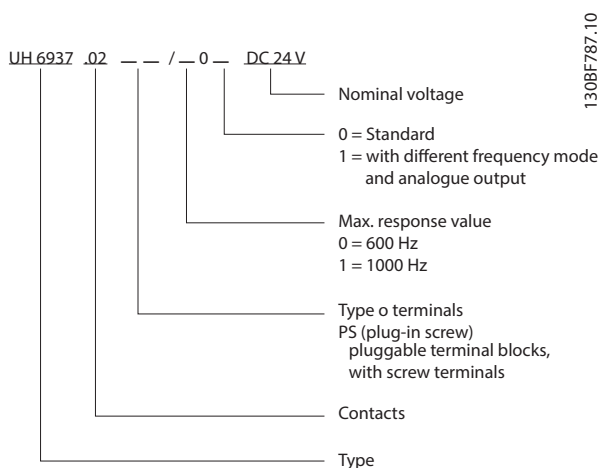 130BF787.10
UH 6937 .02 _ _ / _ 0 _ DC 24 V
Nominal voltage
0 = Standard
1 = with different frequency mode
and analogue output
Max. response value
0 = 600 Hz
1 = 1000 Hz
Type o terminals
PS (plug-in screw)
pluggable terminal blocks,
with screw terminals
Contacts
Type